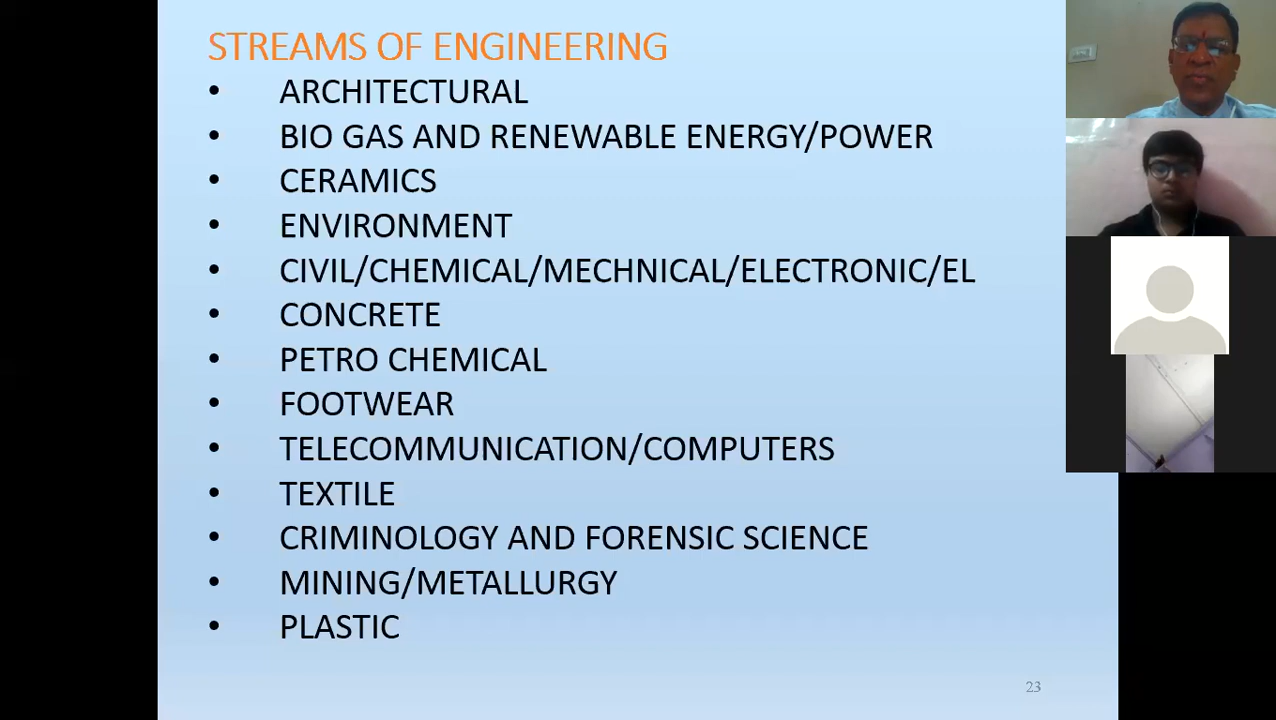 STREAMS OF ENGINEERING
• ARCHITECTURAL
• BIO GAS AND RENEWABLE ENERGY/POWER
• CERAMICS
• ENVIRONMENT
• CIVIL/CHEMICAL/MECHNICAL/ELECTRONIC/EL
• CONCRETE
• PETRO CHEMICAL
• FOOTWEAR
• TELECOMMUNICATION/COMPUTERS
• TEXTILE
• CRIMINOLOGY AND FORENSIC SCIENCE
• MINING/METALLURGY
• PLASTIC
23